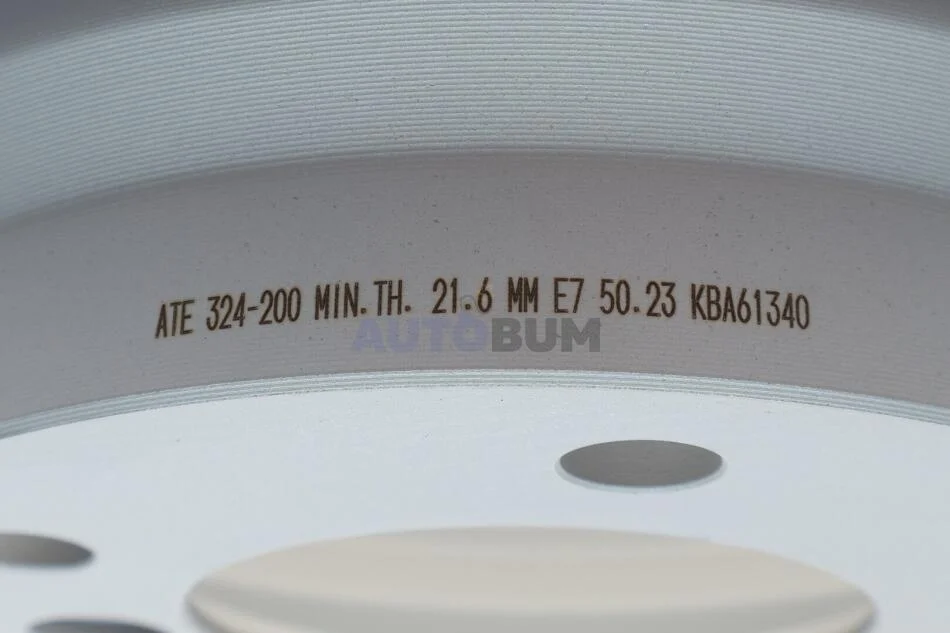 ATE 324-200 MIN.TH. 21.6 MM E7 50.23 KBA61340
AUTOBUM